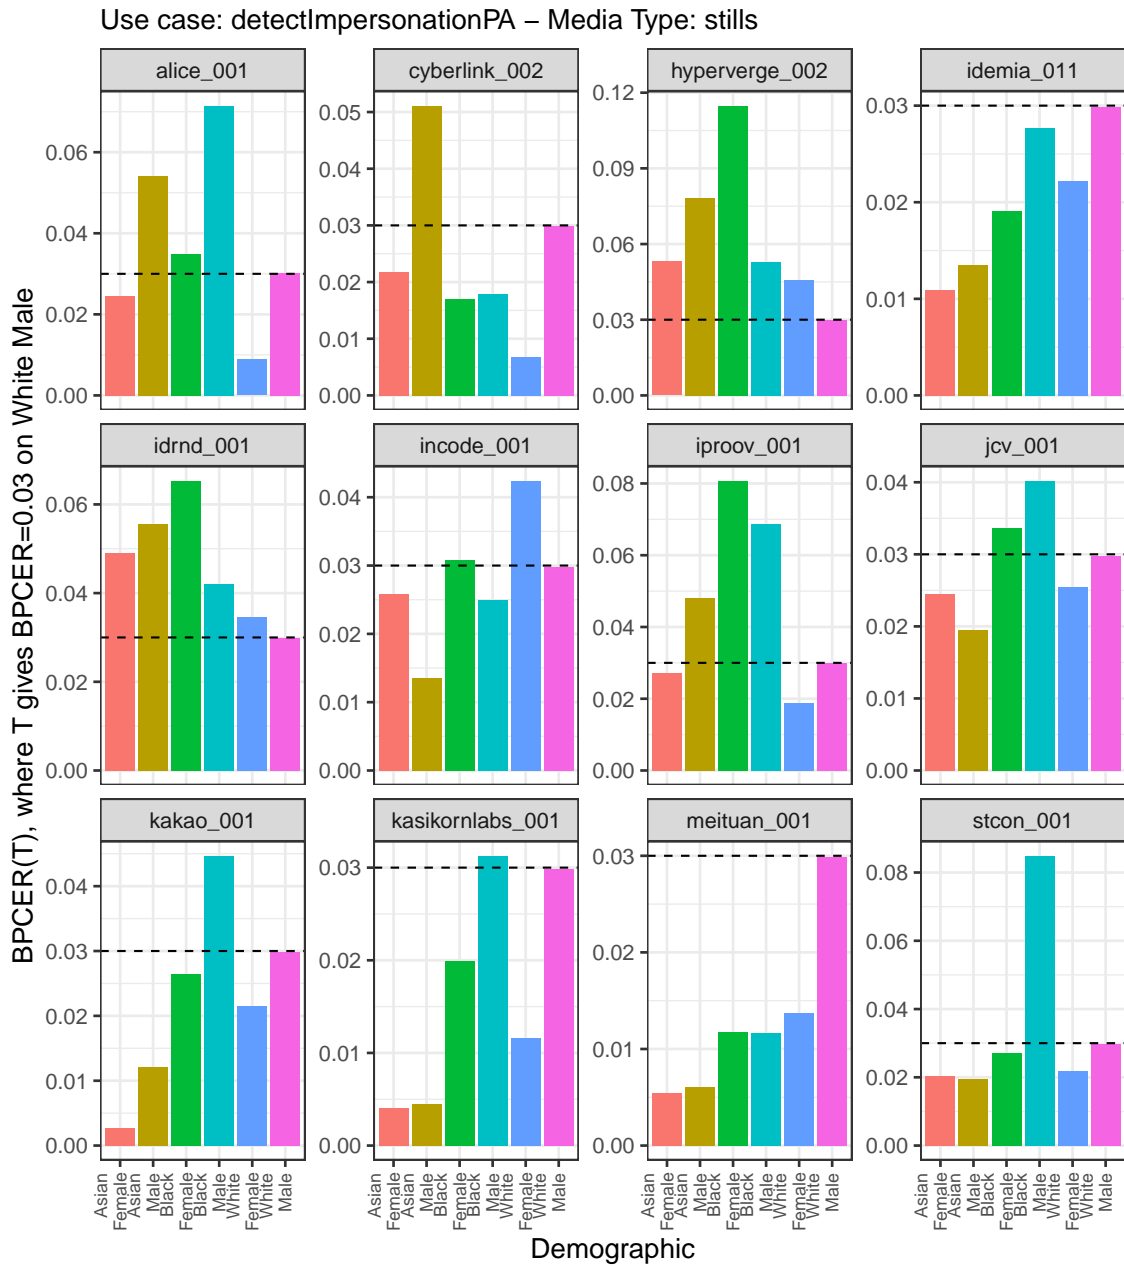 Use case: detectImpersonationPA – Media Type: stills
BPCER(T), where T gives BPCER=0.03 on White Male
alice_001
0.06
0.04
0.02
0.00
cyberlink_002
0.05
0.04
0.03
0.02
0.01
0.00
hyperverge_002
0.12
0.09
0.06
0.03
0.00
idemia_011
0.03
0.02
0.01
0.00
idrnd_001
0.06
0.04
0.02
0.00
incode_001
0.04
0.03
0.02
0.01
0.00
iproov_001
0.08
0.06
0.04
0.02
0.00
jcv_001
0.04
0.03
0.02
0.01
0.00
kakao_001
0.04
0.03
0.02
0.01
0.00
kasikornlabs_001
0.03
0.02
0.01
0.00
meituan_001
0.03
0.02
0.01
0.00
stcon_001
0.08
0.06
0.04
0.02
0.00
Asian
Female
Asian
Male
Black
Female
Black
Male
White
Female
White
Male
Asian
Female
Asian
Male
Black
Female
Black
Male
White
Female
White
Male
Asian
Female
Asian
Male
Black
Female
Black
Male
White
Female
White
Male
Asian
Female
Asian
Male
Black
Female
Black
Male
White
Female
White
Male
Demographic